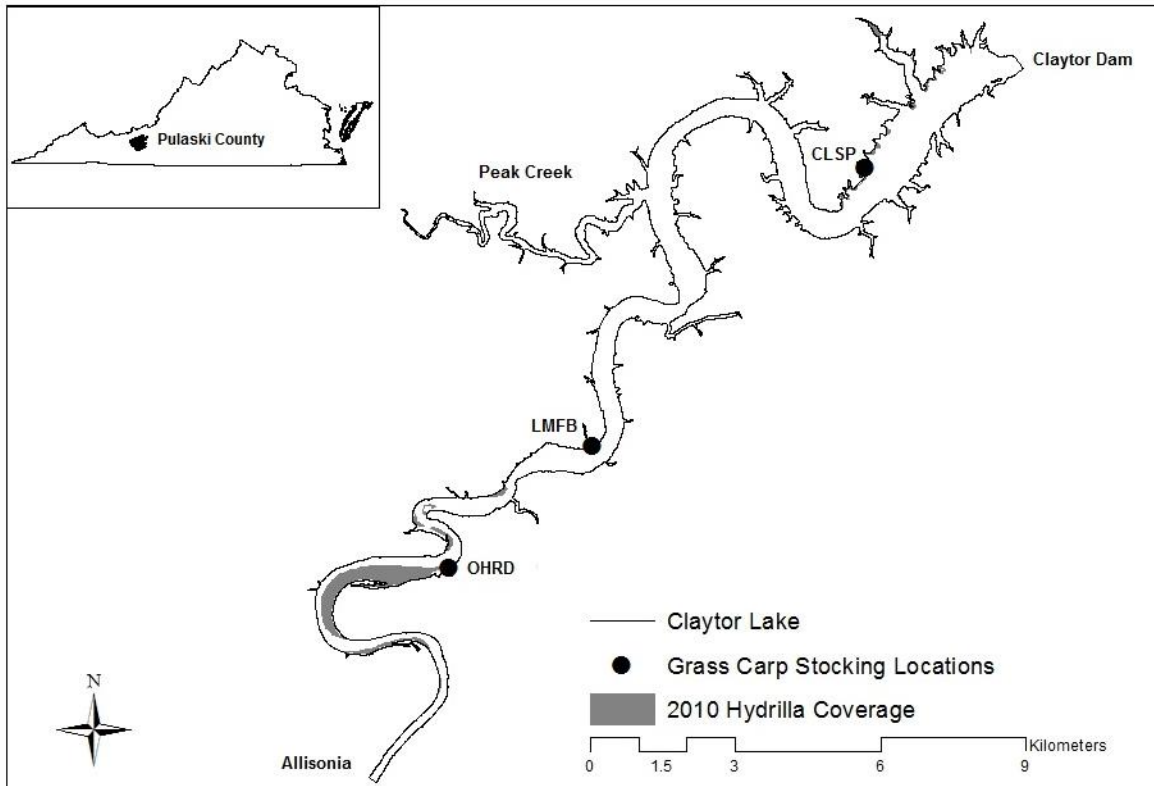 Pulaski County
Claytor Dam
CLSP
Peak Creek
LMFB
OHRD
Allisonia
N
Claytor Lake
Grass Carp Stocking Locations
2010 Hydrilla Coverage
Kilometers
0 1.5 3 6 9